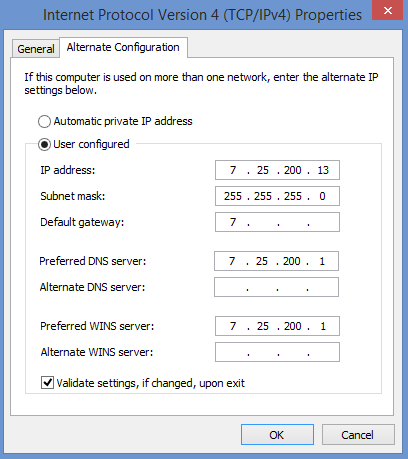 Internet Protocol Version 4 (TCP/IPv4) Properties
General Alternate Configuration
If this computer is used on more than one network, enter the alternate IP
settings below.
Automatic private IP address
User configured
IP address: 7 . 25 . 200 . 13
Subnet mask: 255 . 255 . 255 . 0
Default gateway: 7 . . .
Preferred DNS server: 7 . 25 . 200 . 1
Alternate DNS server: . . .
Preferred WINS server: 7 . 25 . 200 . 1
Alternate WINS server: . . .
Validate settings, if changed, upon exit
OK Cancel